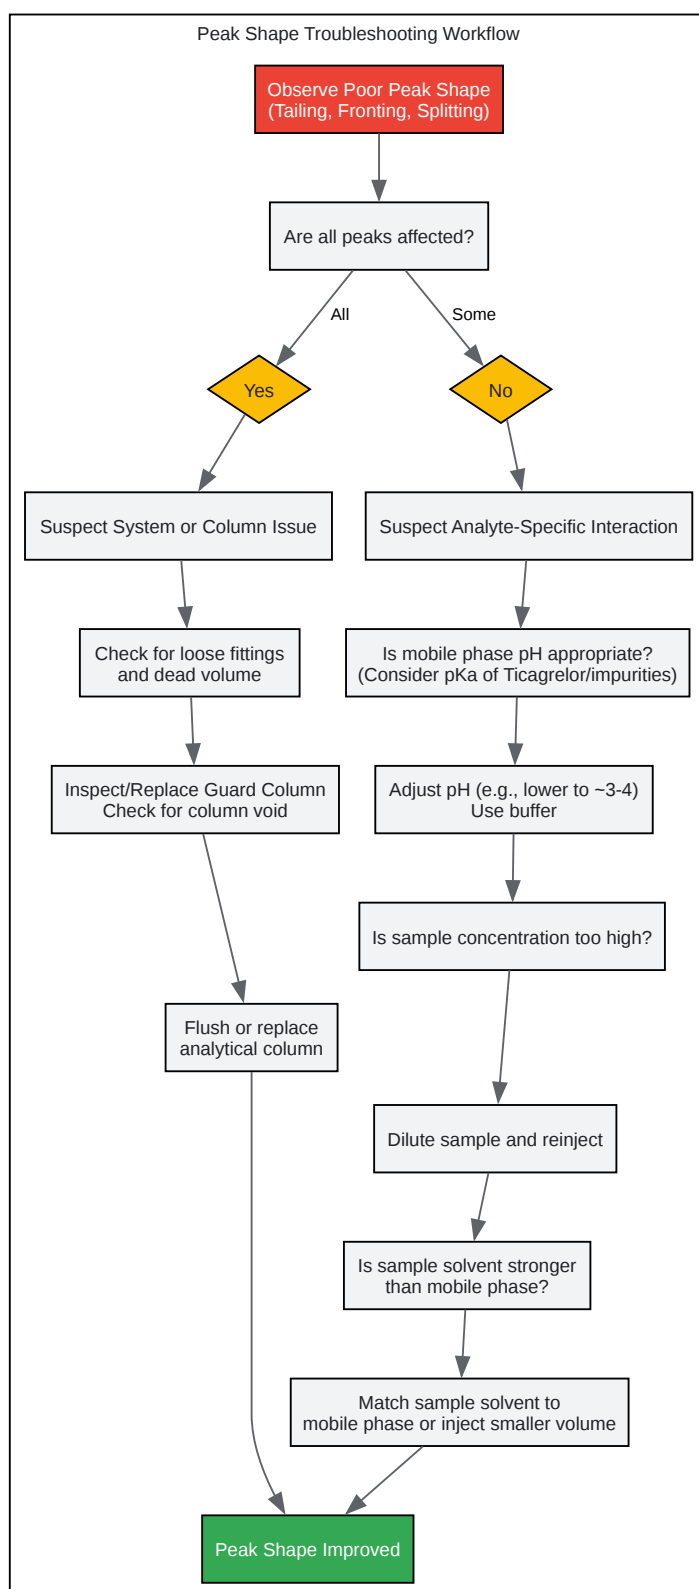 Peak Shape Troubleshooting Workflow
Observe Poor Peak Shape
(Tailing, Fronting, Splitting)
Are all peaks affected?
All
Some
Yes
No
Suspect System or Column Issue
Suspect Analyte-Specific Interaction
Check for loose fittings
and dead volume
Is mobile phase pH appropriate?
(Consider pKa of Ticagrelor/impurities)
Inspect/Replace Guard Column
Check for column void
Adjust pH (e.g., lower to ~3-4)
Use buffer
Is sample concentration too high?
Flush or replace
analytical column
Dilute sample and reinject
Is sample solvent stronger
than mobile phase?
Match sample solvent to
mobile phase or inject smaller volume
Peak Shape Improved